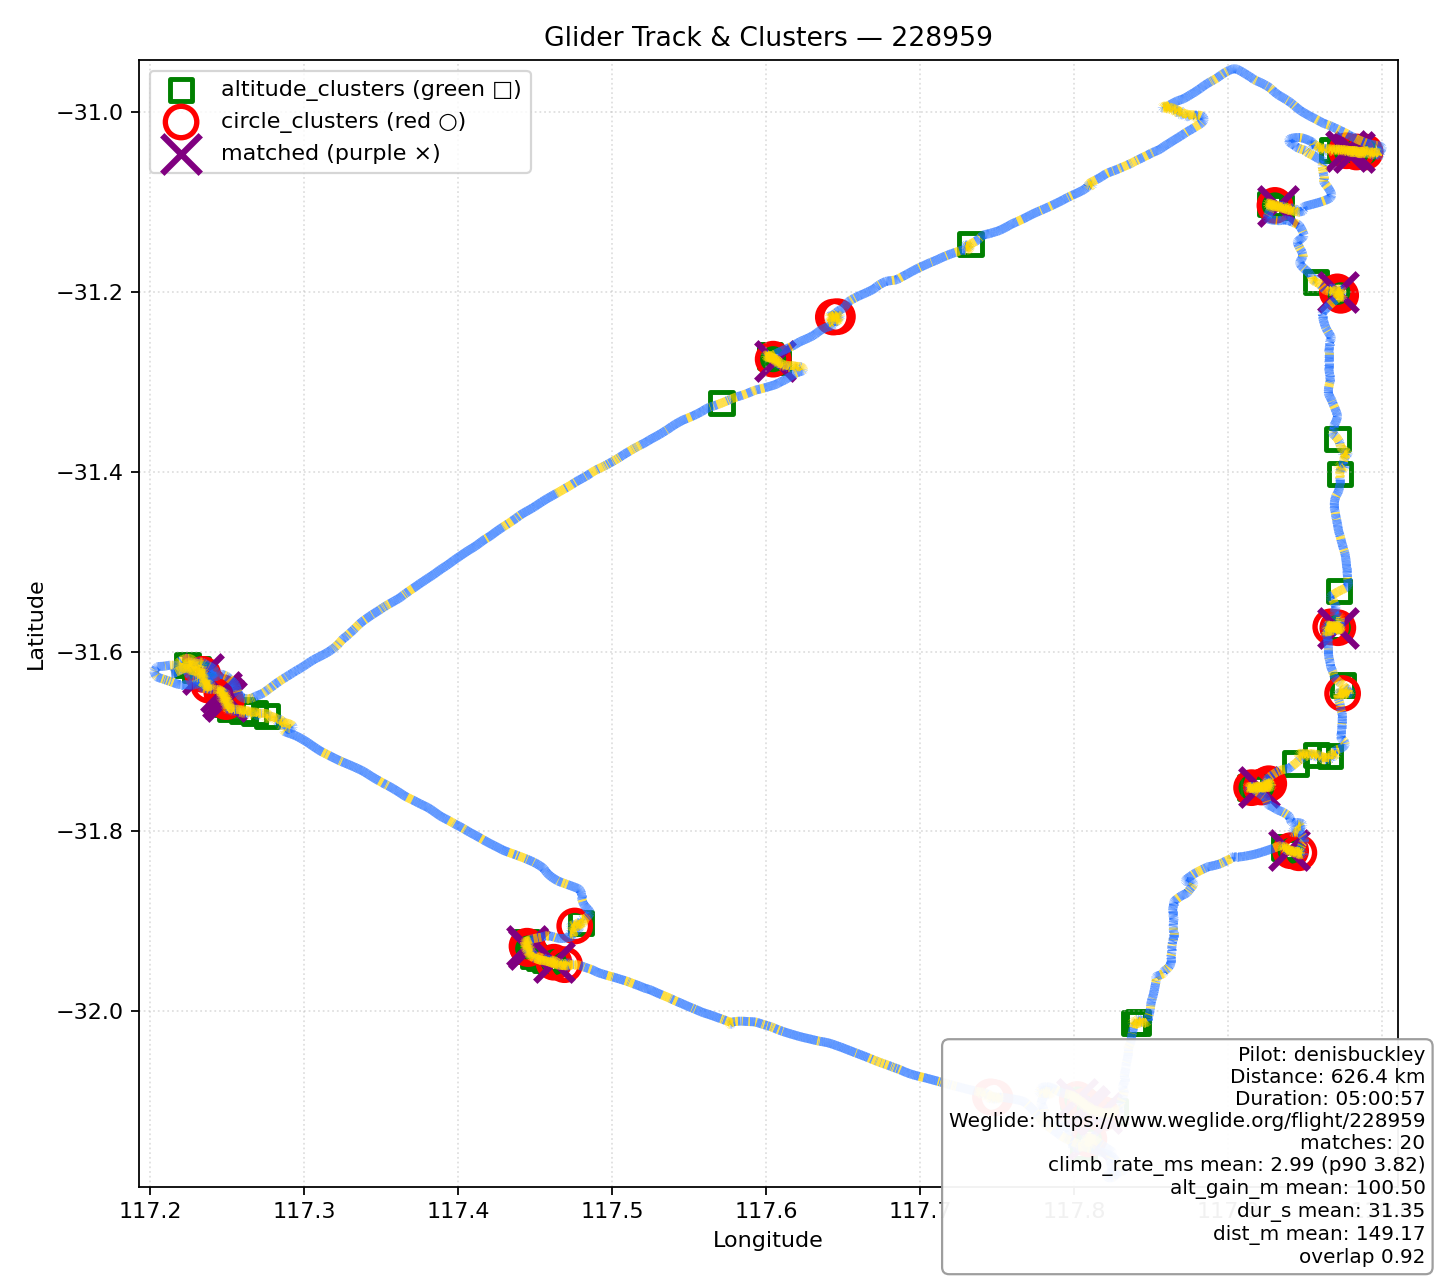 Glider Track & Clusters — 228959
altitude_clusters (green □)
circle_clusters (red ○)
matched (purple ×)
−31.0
−31.2
−31.4
−31.6
−31.8
−32.0
Latitude
117.2
117.3
117.4
117.5
117.6
117.7
117.8
Longitude
Pilot: denisbuckley
Distance: 626.4 km
Duration: 05:00:57
Weglide: https://www.weglide.org/flight/228959
matches: 20
climb_rate_ms mean: 2.99 (p90 3.82)
alt_gain_m mean: 100.50
dur_s mean: 31.35
dist_m mean: 149.17
overlap 0.92